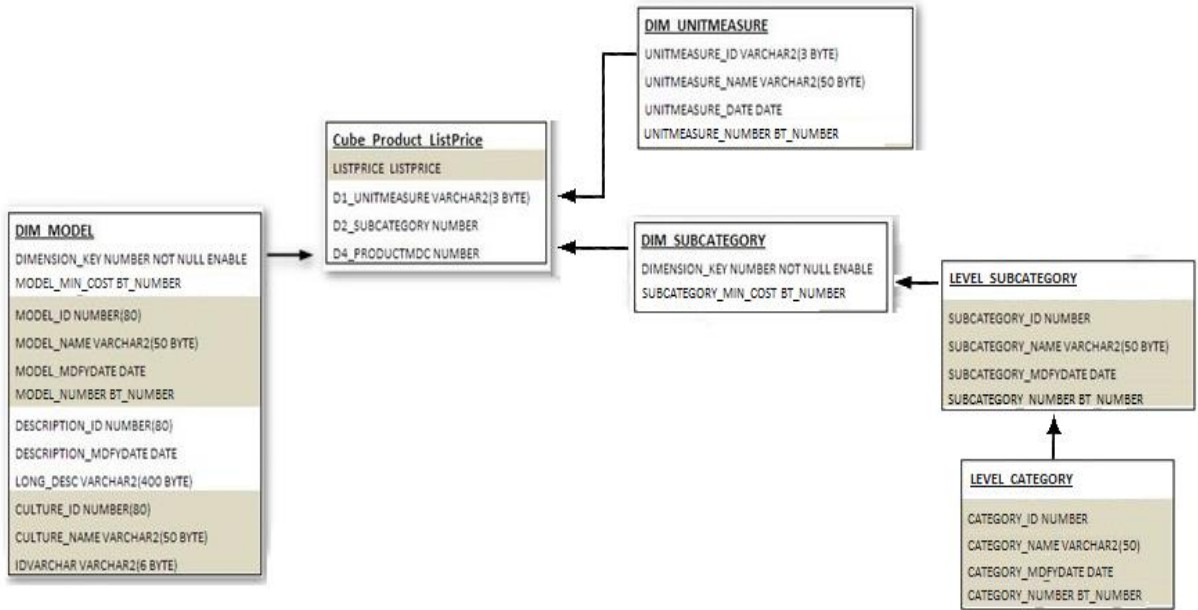 DIM_UNITMEASURE
UNITMEASURE_ID VARCHAR2(3 BYTE)
UNITMEASURE_NAME VARCHAR2(50 BYTE)
UNITMEASURE_DATE DATE
UNITMEASURE_NUMBER BT_NUMBER
Cube_Product_ListPrice
LISTPRICE LISTPRICE
D1_UNITMEASURE VARCHAR2(3 BYTE)
D2_SUBCATEGORY NUMBER
D4_PRODUCTMDC NUMBER
DIM_MODEL
DIMENSION_KEY NUMBER NOT NULL ENABLE
MODEL_MIN_COST BT_NUMBER
MODEL_ID NUMBER(80)
MODEL_NAME VARCHAR2(50 BYTE)
MODEL_MDFYDATE DATE
MODEL_NUMBER BT_NUMBER
DESCRIPTION_ID NUMBER(80)
DESCRIPTION_MDFYDATE DATE
LONG_DESC VARCHAR2(400 BYTE)
CULTURE_ID NUMBER(80)
CULTURE_NAME VARCHAR2(50 BYTE)
IDVARCHAR VARCHAR2(6 BYTE)
DIM_SUBCATEGORY
DIMENSION_KEY NUMBER NOT NULL ENABLE
SUBCATEGORY_MIN_COST BT_NUMBER
LEVEL_SUBCATEGORY
SUBCATEGORY_ID NUMBER
SUBCATEGORY_NAME VARCHAR2(50 BYTE)
SUBCATEGORY_MDFYDATE DATE
SUBCATEGORY_NUMBER BT_NUMBER
LEVEL_CATEGORY
CATEGORY_ID NUMBER
CATEGORY_NAME VARCHAR2(50)
CATEGORY_MDFYDATE DATE
CATEGORY_NUMBER BT_NUMBER